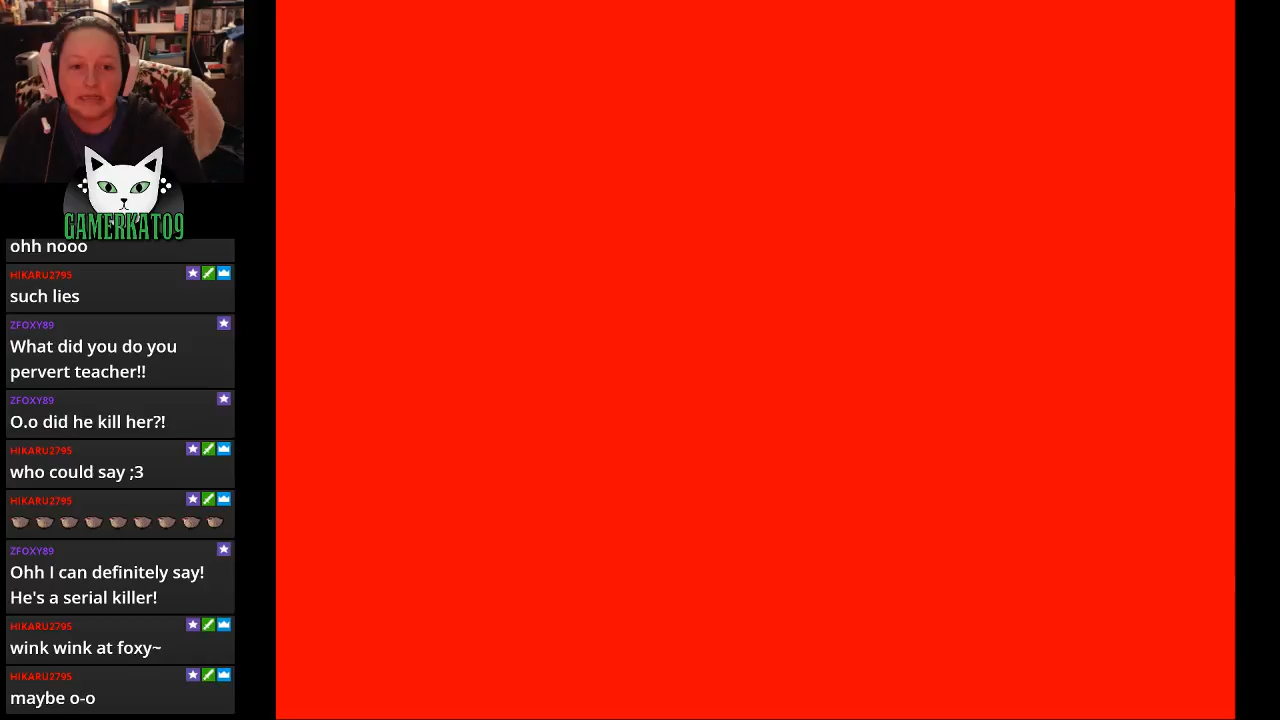 GAMERKAT09
ohh nooo
HIKARU2795
such lies
ZFOXY89
What did you do you
pervert teacher!!
ZFOXY89
O.o did he kill her?!
HIKARU2795
who could say ;3
HIKARU2795
ZFOXY89
Ohh I can definitely say!
He's a serial killer!
HIKARU2795
wink wink at foxy~
HIKARU2795
maybe o-o